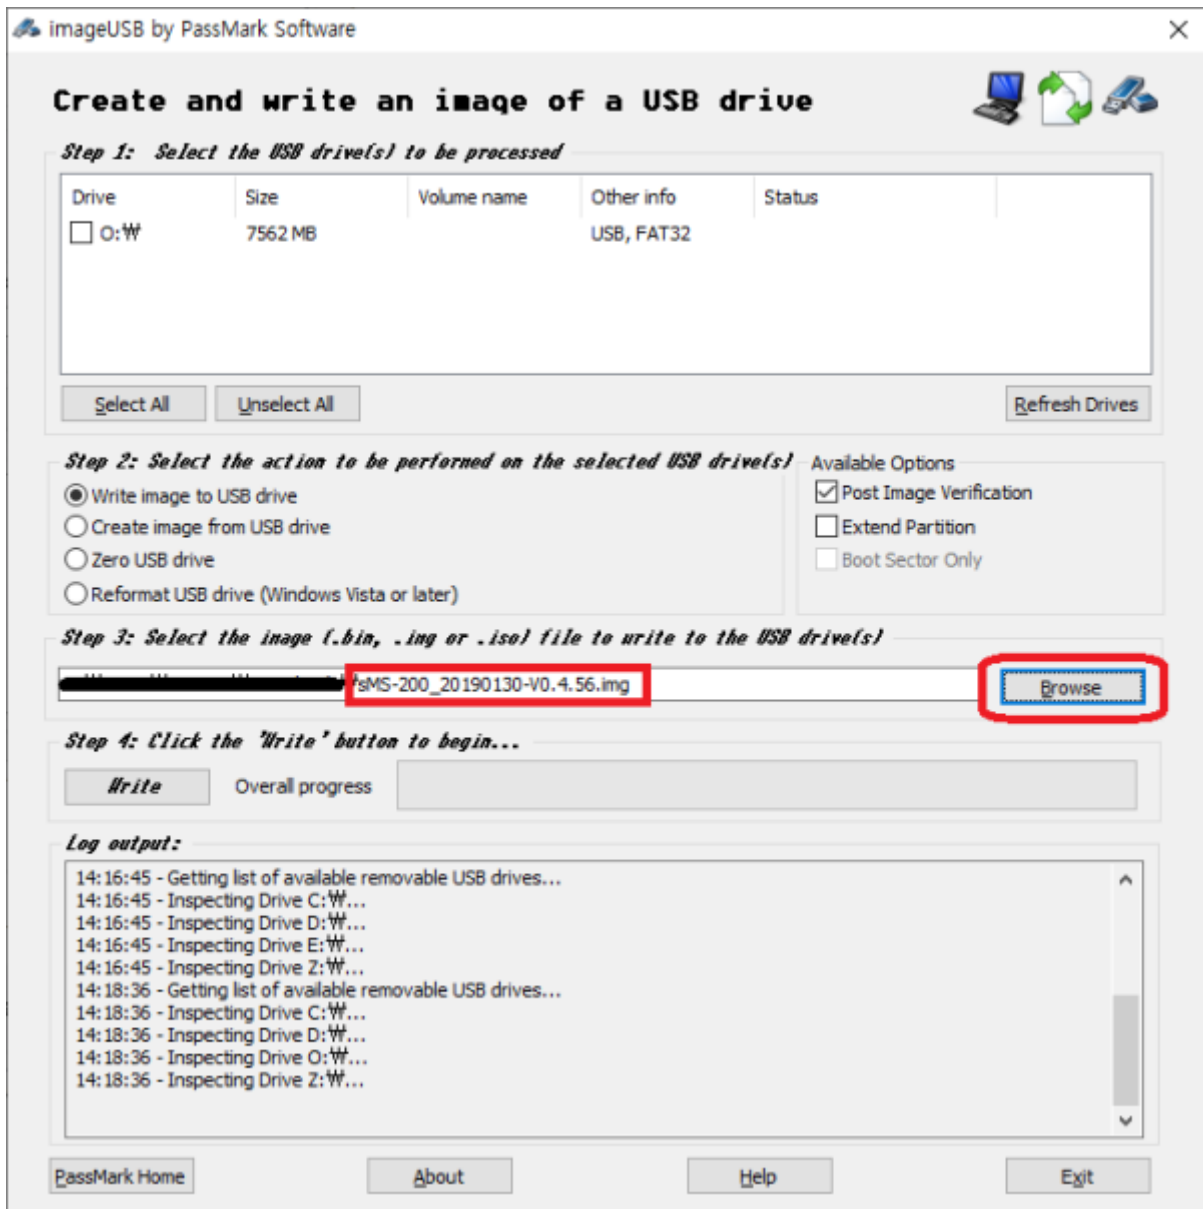 imageUSB by PassMark Software
Create and write an image of a USB drive
Step 1: Select the USB drive(s) to be processed
Drive Size Volume name Other info Status
O:₩ 7562 MB USB, FAT32
Select All Unselect All Refresh Drives
Step 2: Select the action to be performed on the selected USB drive(s) Available Options
Write image to USB drive Post Image Verification
Create image from USB drive Extend Partition
Zero USB drive Boot Sector Only
Reformat USB drive (Windows Vista or later)
Step 3: Select the image (.bin, .img or .iso) file to write to the USB drive(s)
₩sMS-200_20190130-V0.4.56.img Browse
Step 4: Click the 'Write' button to begin...
Write Overall progress
Log output:
14:16:45 - Getting list of available removable USB drives...
14:16:45 - Inspecting Drive C:₩...
14:16:45 - Inspecting Drive D:₩...
14:16:45 - Inspecting Drive E:₩...
14:16:45 - Inspecting Drive Z:₩...
14:18:36 - Getting list of available removable USB drives...
14:18:36 - Inspecting Drive C:₩...
14:18:36 - Inspecting Drive D:₩...
14:18:36 - Inspecting Drive O:₩...
14:18:36 - Inspecting Drive Z:₩...
PassMark Home About Help Exit